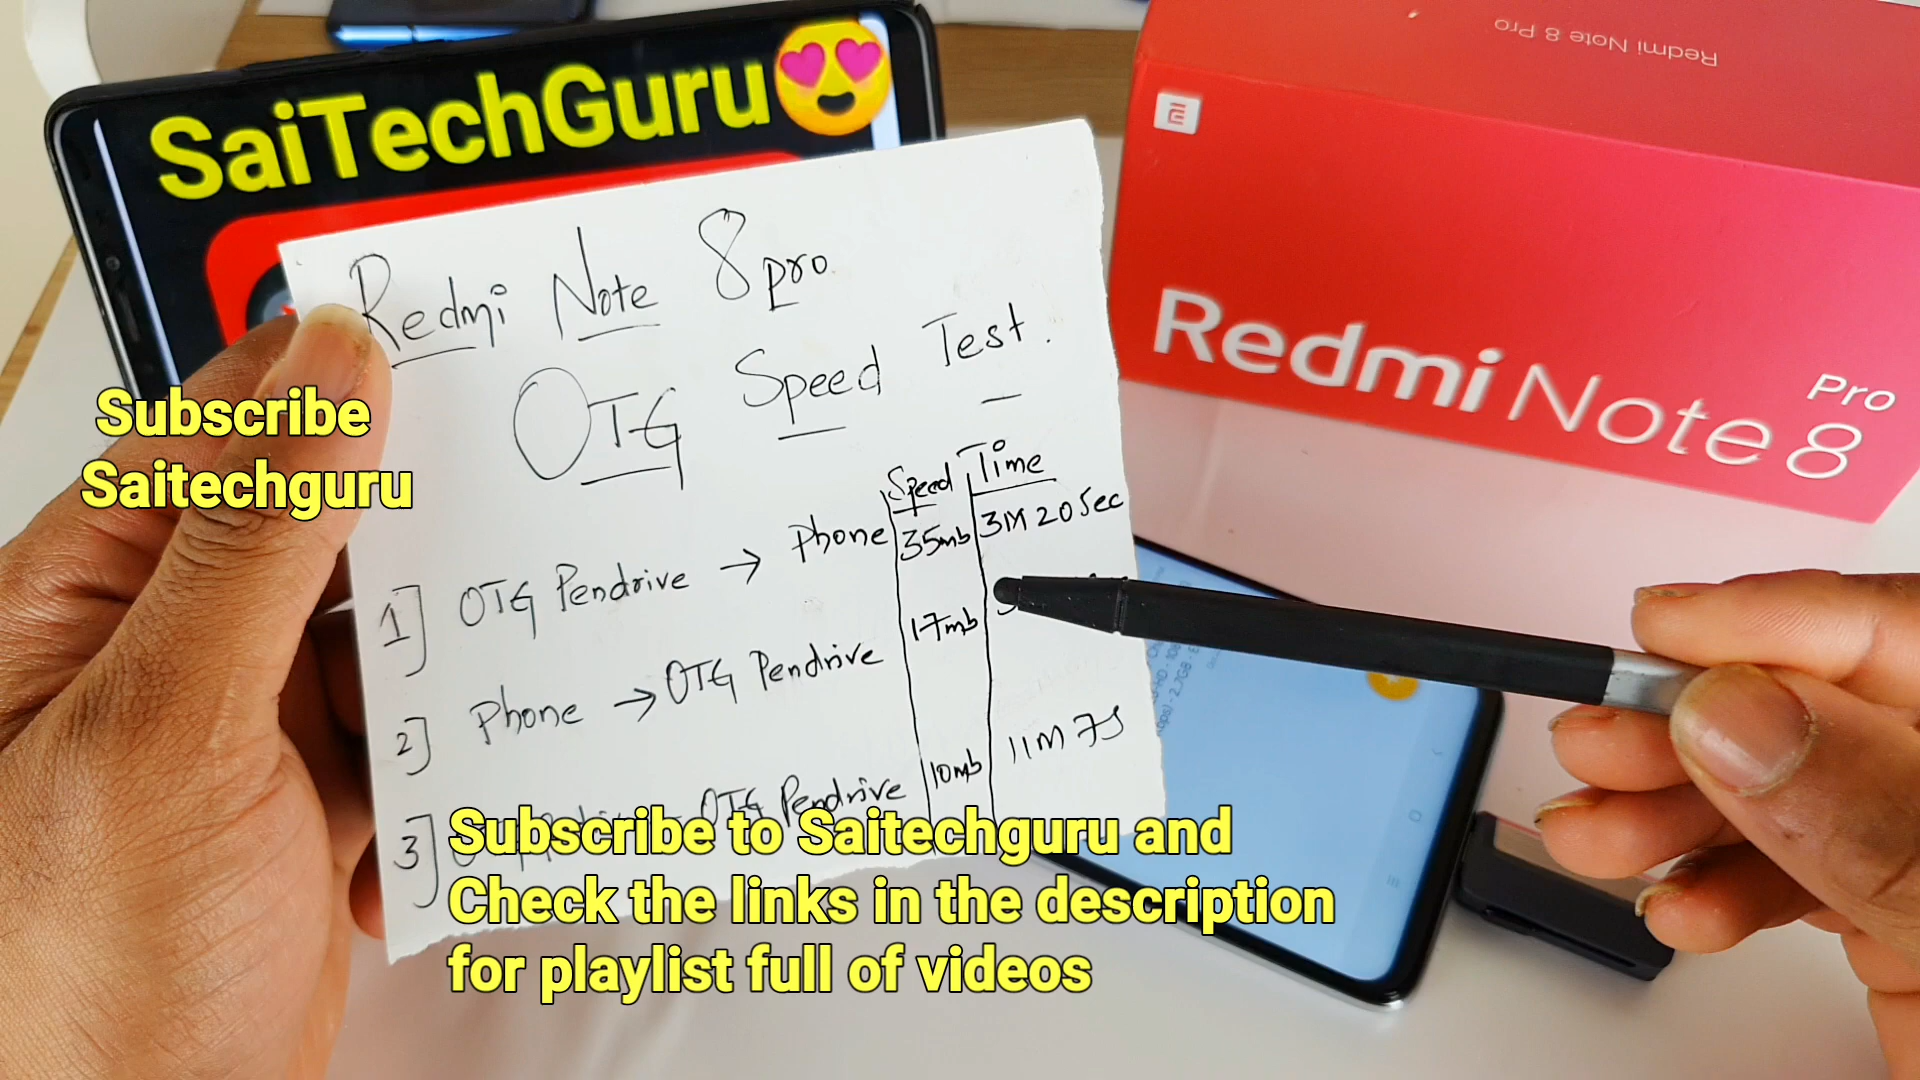 Redmi Note 8 Pro
SaiTechGuru
Redmi Note 8 Pro
Redmi Note 8 pro
OTG Speed Test.
Subscribe
Saitechguru
Speed Time
1] OTG Pendrive → Phone 35mb 3M 20 Sec
2] Phone → OTG Pendrive 17mb
3] OTG Pendrive 10mb 11M 7S
Subscribe to Saitechguru and
Check the links in the description
for playlist full of videos